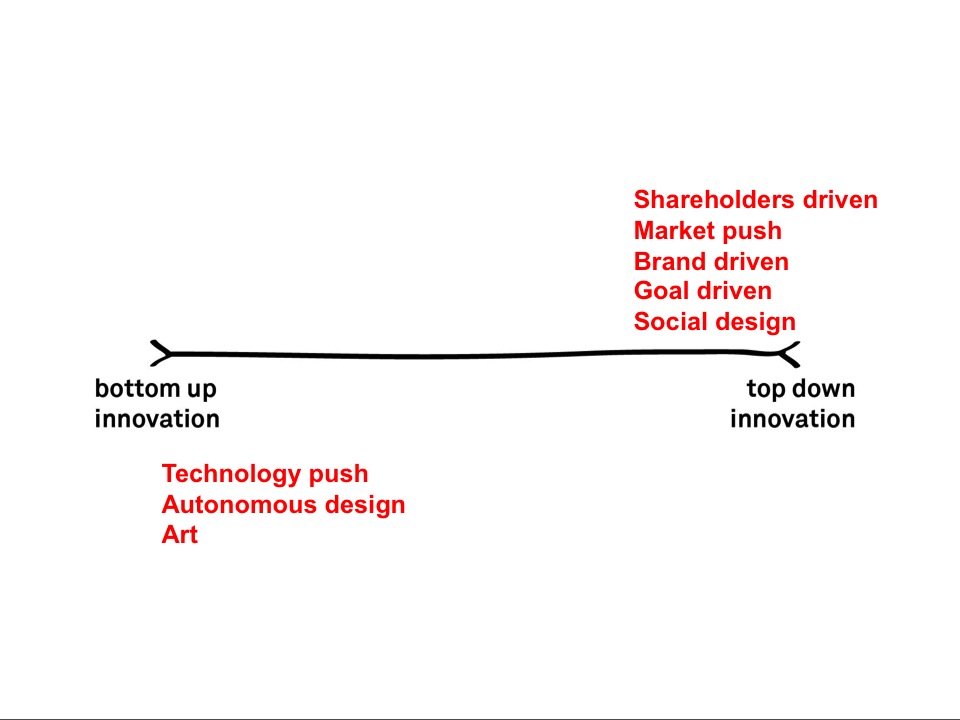 Shareholders driven
Market push
Brand driven
Goal driven
Social design
bottom up
innovation
top down
innovation
Technology push
Autonomous design
Art